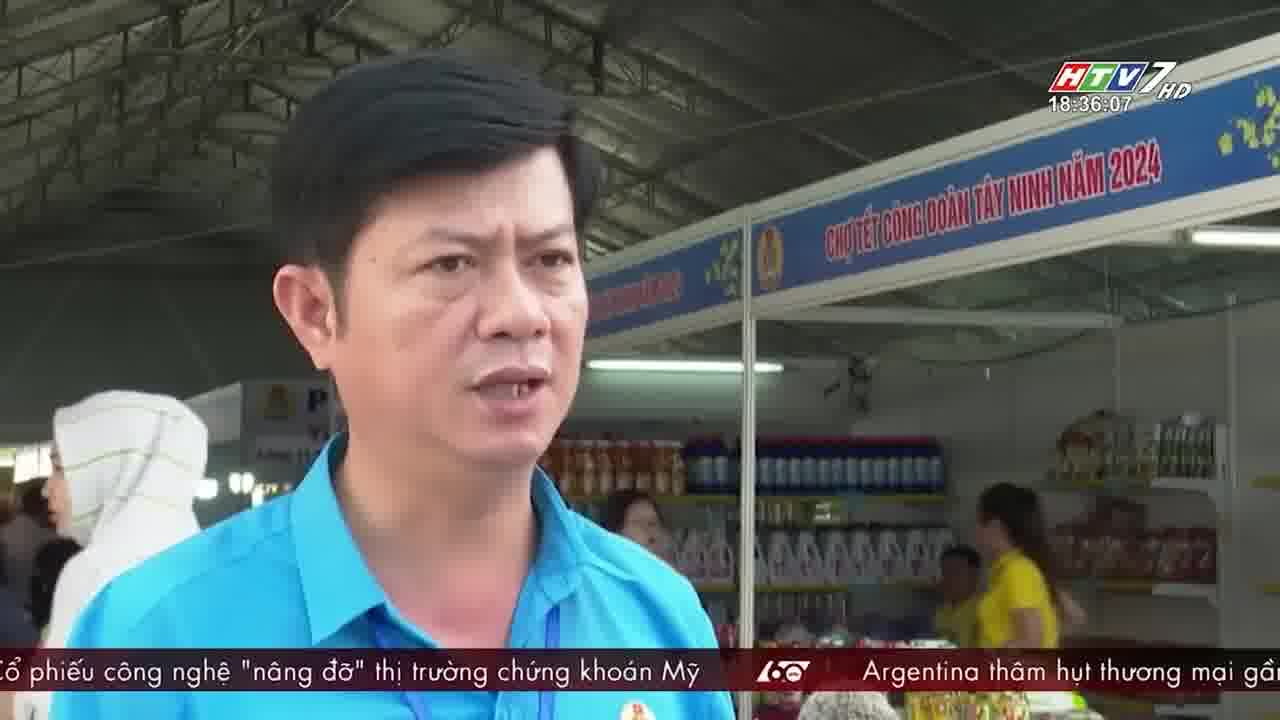 HTV7 HD
18:36:07
CHỢ TẾT CÔNG ĐOÀN TÂY NINH NĂM 2024
P
Cổ phiếu công nghệ "nâng đỡ" thị trường chứng khoán Mỹ
Argentina thâm hụt thương mại gần